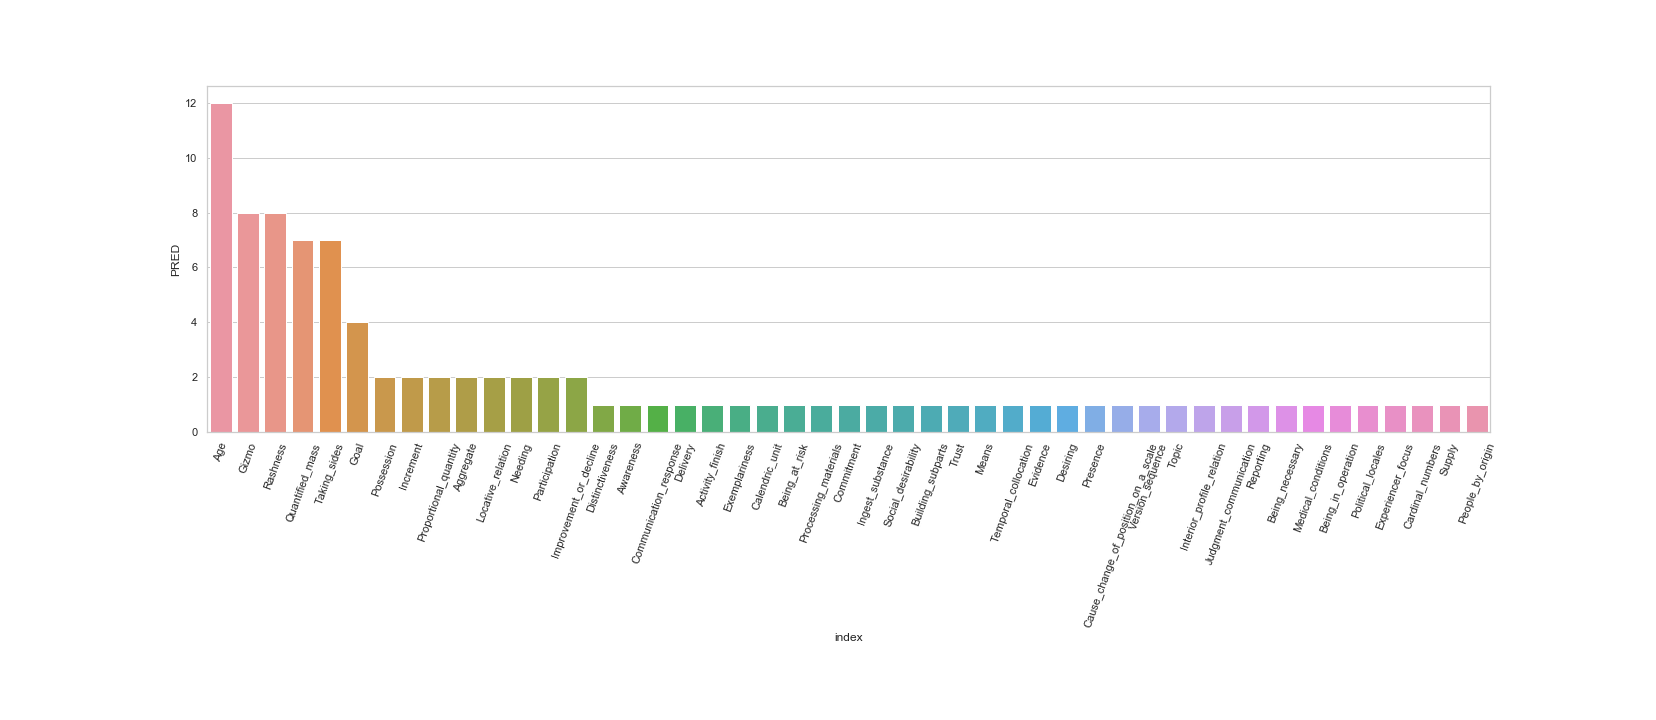 12
10
8
6
4
2
0
PRED
Age
Gizmo
Rashness
Quantified_mass
Taking_sides
Goal
Possession
Increment
Proportional_quantity
Aggregate
Locative_relation
Needing
Participation
Improvement_or_decline
Distinctiveness
Awareness
Communication_response
Delivery
Activity_finish
Exemplariness
Calendric_unit
Being_at_risk
Processing_materials
Commitment
Ingest_substance
Social_desirability
Building_subparts
Trust
Means
Temporal_collocation
Evidence
Desiring
Presence
Cause_change_of_position_on_a_scale
Version_sequence
Topic
Interior_profile_relation
Judgment_communication
Reporting
Being_necessary
Medical_conditions
Being_in_operation
Political_locales
Experiencer_focus
Cardinal_numbers
Supply
People_by_origin
index